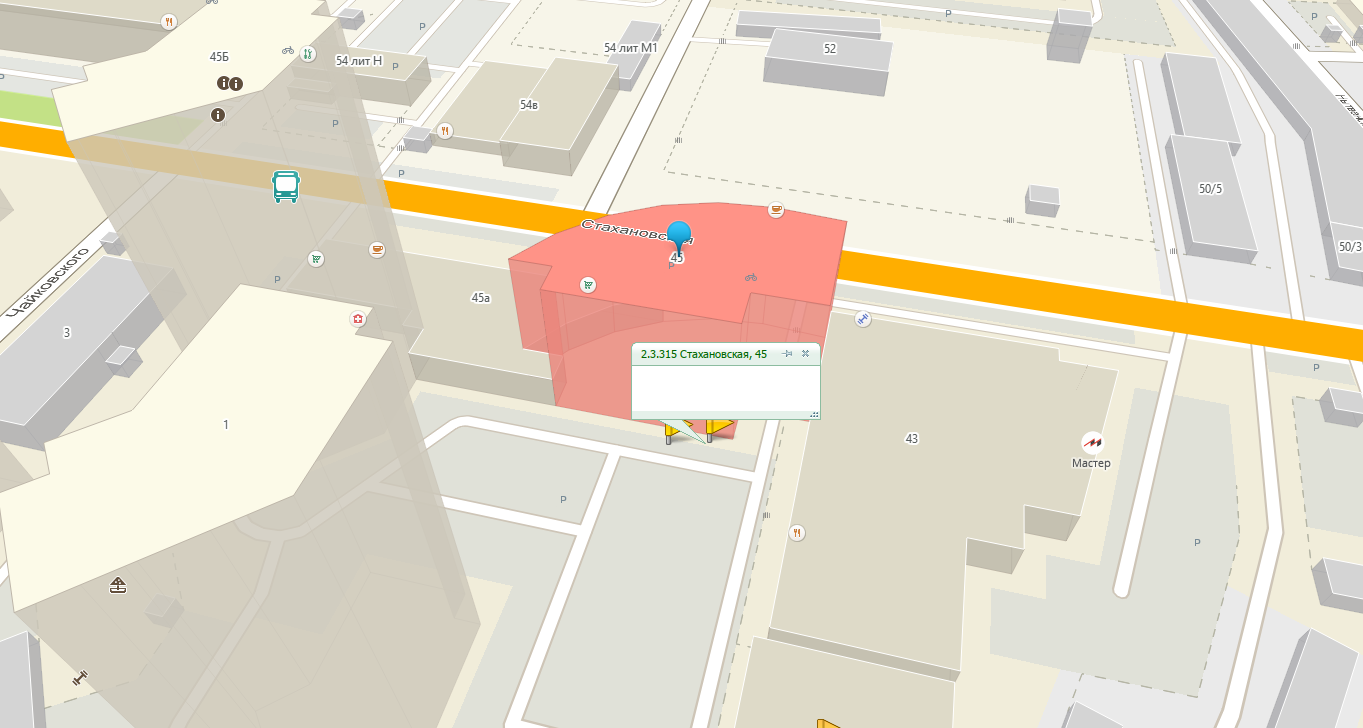 45Б
54 лит Н
54 лит М1
52
54в
P
P
P
P
P
P
50/5
50/3
Стахановская
45
P
Чайковского
3
45а
P
2.3.315 Стахановская, 45
1
43
Мастер
P
P
P